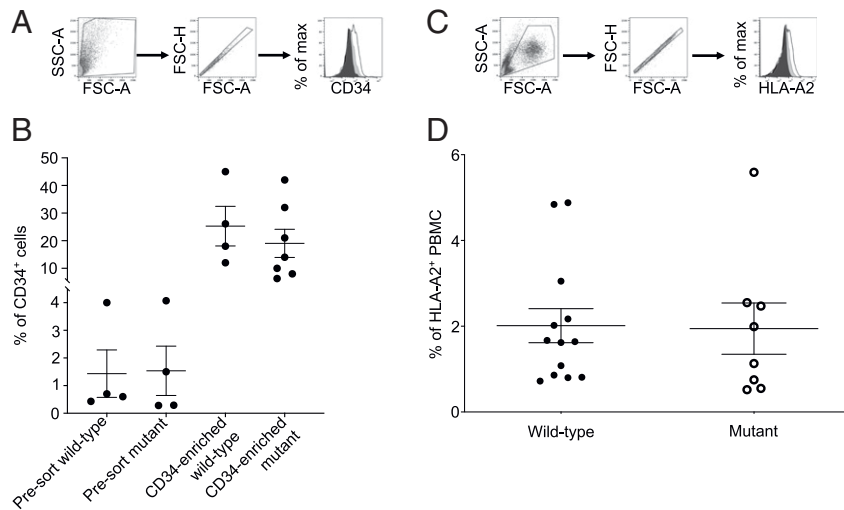 A
SSC-A
FSC-A
FSC-H
FSC-A
% of max
CD34
C
SSC-A
FSC-A
FSC-H
FSC-A
% of max
HLA-A2
B
% of CD34+ cells
50
40
30
20
10
4
3
2
1
0
Pre-sort wild-type
Pre-sort mutant
CD34-enriched
wild-type
CD34-enriched
mutant
D
% of HLA-A2+ PBMC
6
4
2
0
Wild-type
Mutant